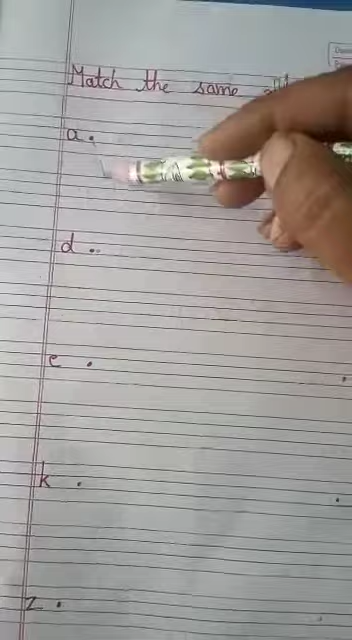 Match the same
a.
d.
e.
k.
z.